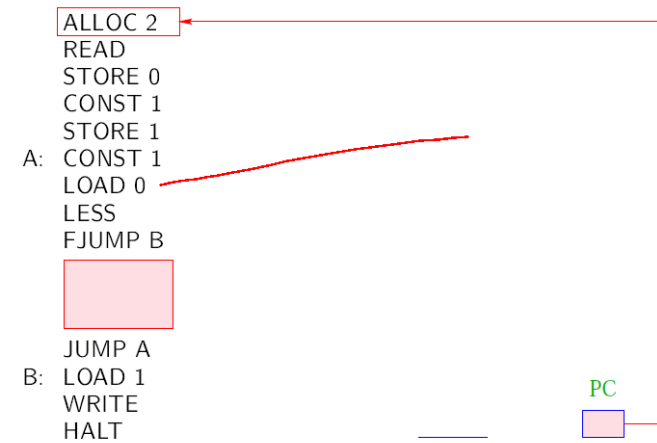 ALLOC 2
READ
STORE 0
CONST 1
STORE 1
A: CONST 1
LOAD 0
LESS
FJUMP B
JUMP A
B: LOAD 1
WRITE
HALT
PC